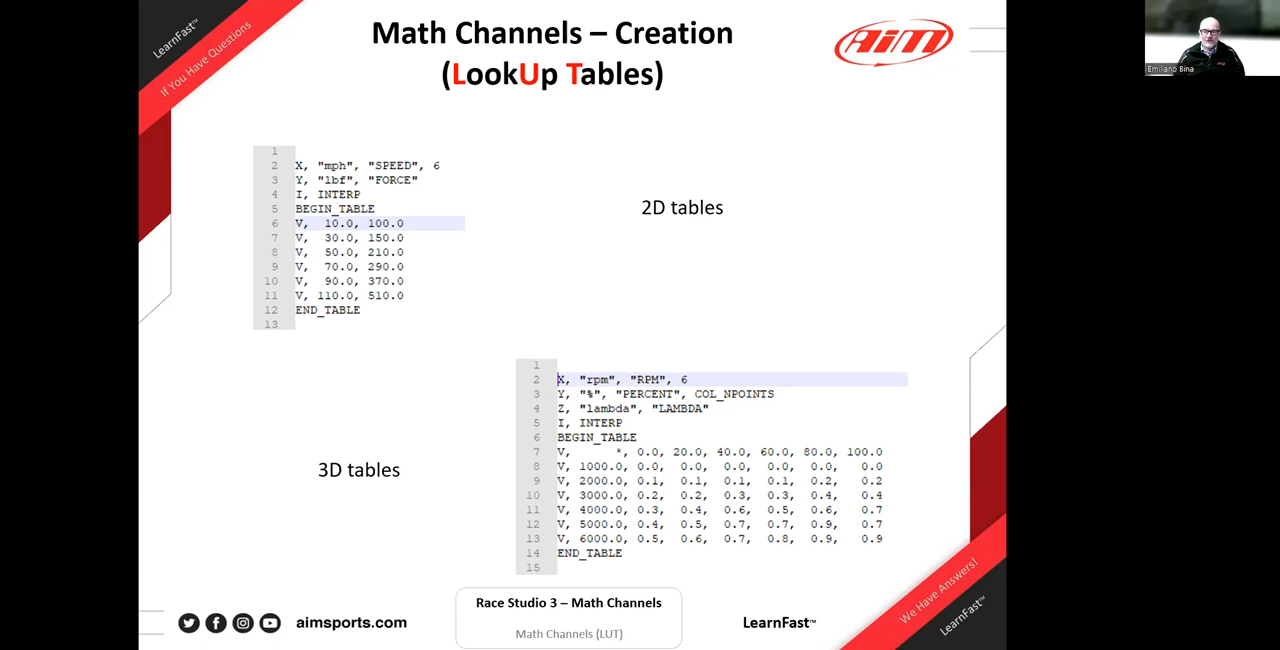 LearnFast™
If You Have Questions
Math Channels – Creation
(LookUp Tables)
AiM
Emiliano Bina
1
2 X, "mph", "SPEED", 6
3 Y, "lbf", "FORCE"
4 I, INTERP
5 BEGIN_TABLE
6 V, 10.0, 100.0
7 V, 30.0, 150.0
8 V, 50.0, 210.0
9 V, 70.0, 290.0
10 V, 90.0, 370.0
11 V, 110.0, 510.0
12 END_TABLE
13
2D tables
3D tables
1
2 X, "rpm", "RPM", 6
3 Y, "%", "PERCENT", COL_NPOINTS
4 Z, "lambda", "LAMBDA"
5 I, INTERP
6 BEGIN_TABLE
7 V, *, 0.0, 20.0, 40.0, 60.0, 80.0, 100.0
8 V, 1000.0, 0.0, 0.0, 0.0, 0.0, 0.0, 0.0
9 V, 2000.0, 0.1, 0.1, 0.1, 0.1, 0.2, 0.2
10 V, 3000.0, 0.2, 0.2, 0.3, 0.3, 0.4, 0.4
11 V, 4000.0, 0.3, 0.4, 0.6, 0.5, 0.6, 0.7
12 V, 5000.0, 0.4, 0.5, 0.7, 0.7, 0.9, 0.7
13 V, 6000.0, 0.5, 0.6, 0.7, 0.8, 0.9, 0.9
14 END_TABLE
15
aimsports.com
Race Studio 3 – Math Channels
Math Channels (LUT)
LearnFast™
We Have Answers!
LearnFast™